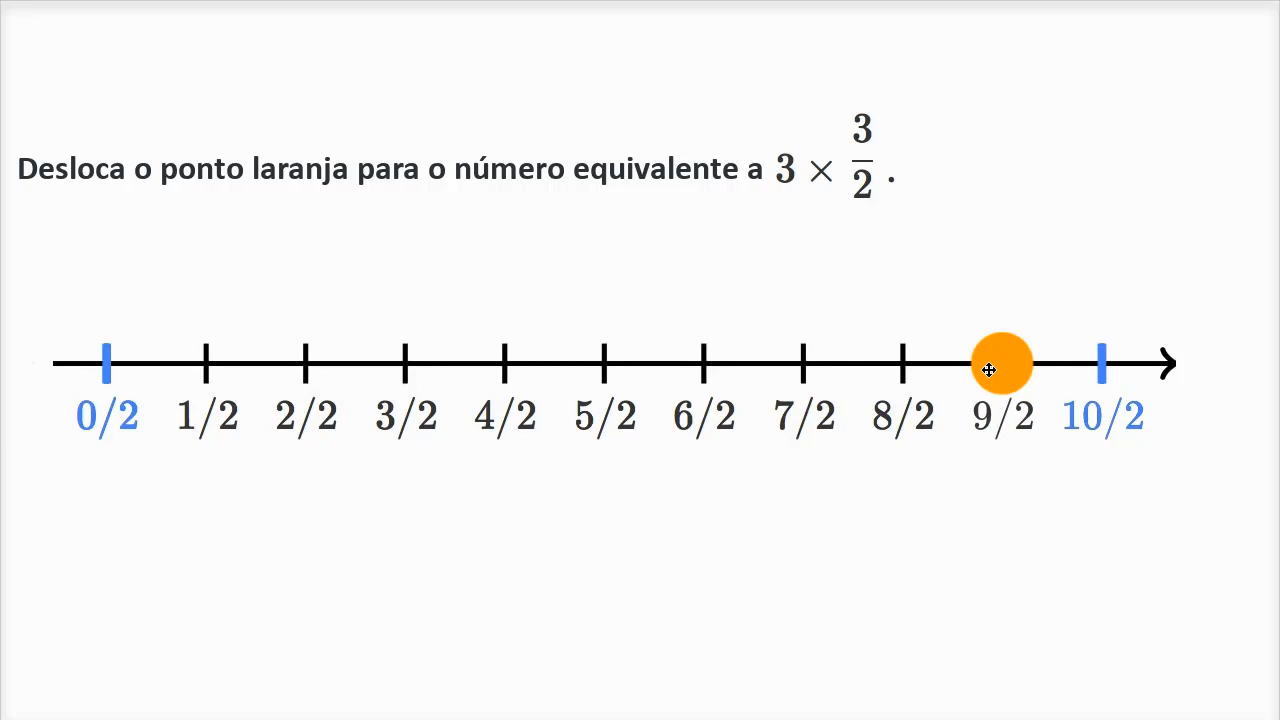 Desloca o ponto laranja para o número equivalente a 3 × 3/2 .
0/2 1/2 2/2 3/2 4/2 5/2 6/2 7/2 8/2 9/2 10/2